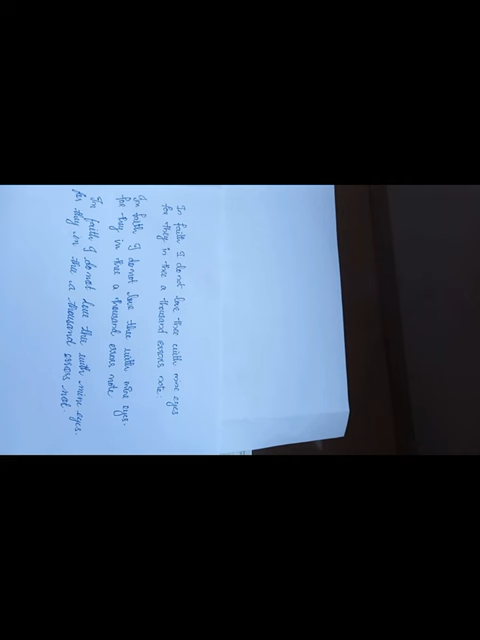 In faith I do not love thee with mine eyes
for they in thee a thousand errors note.
In faith I do not love thee with mine eyes.
for they in thee a thousand errors note.
In faith I do not love thee with mine eyes.
for they in thee a thousand errors not.